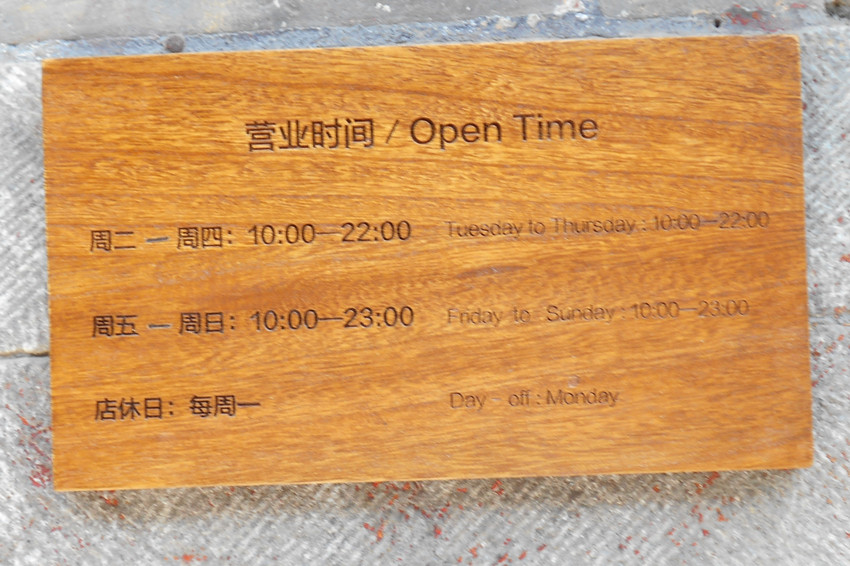 营业时间 / Open Time
周二 — 周四：10:00—22:00 Tuesday to Thursday : 10:00—22:00
周五 — 周日：10:00—23:00 Friday to Sunday : 10:00—23:00
店休日：每周一 Day off : Monday